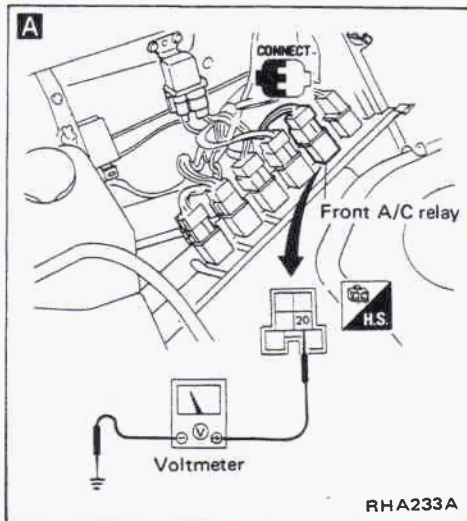 A
CONNECT
Front A/C relay
20
H.S.
V
Voltmeter
RHA233A